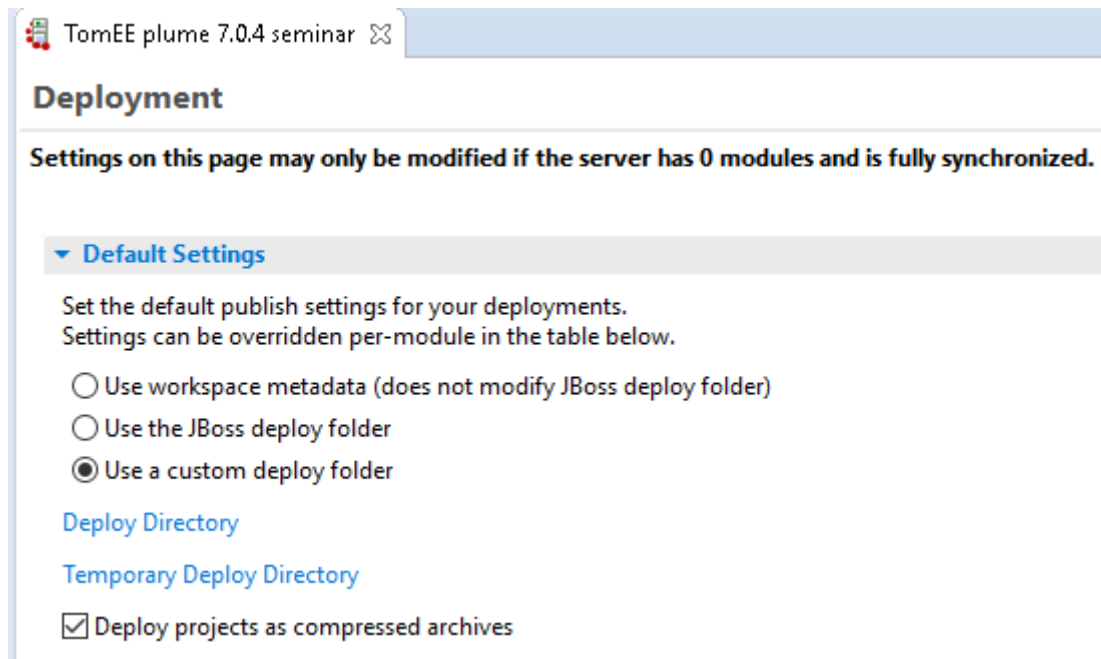 TomEE plume 7.0.4 seminar
Deployment
Settings on this page may only be modified if the server has 0 modules and is fully synchronized.
Default Settings
Set the default publish settings for your deployments.
Settings can be overridden per-module in the table below.
Use workspace metadata (does not modify JBoss deploy folder)
Use the JBoss deploy folder
Use a custom deploy folder
Deploy Directory
Temporary Deploy Directory
Deploy projects as compressed archives